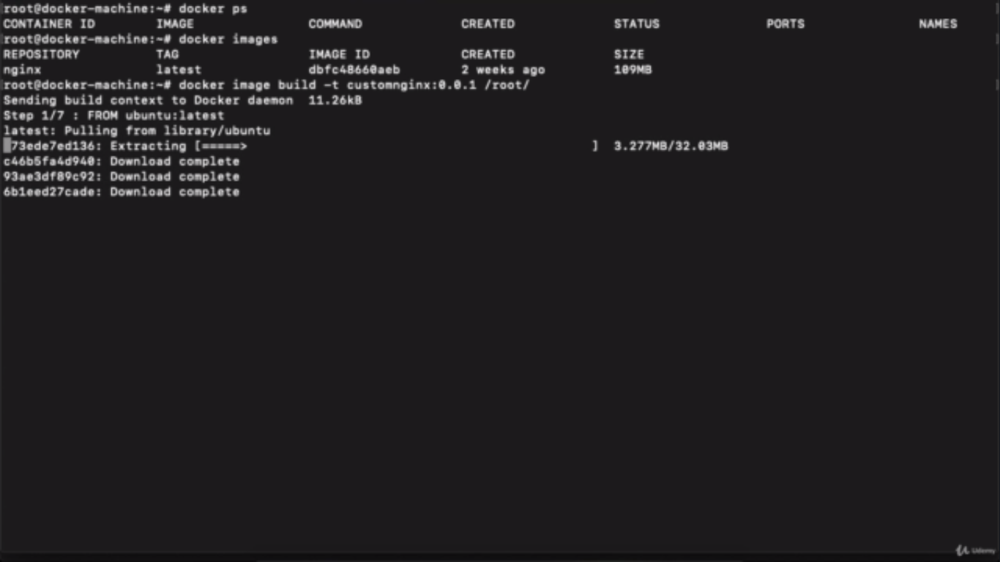 root@docker-machine:~# docker ps
CONTAINER ID        IMAGE               COMMAND             CREATED             STATUS              PORTS               NAMES
root@docker-machine:~# docker images
REPOSITORY          TAG                 IMAGE ID            CREATED             SIZE
nginx               latest              dbfc48660aeb        2 weeks ago         109MB
root@docker-machine:~# docker image build -t customnginx:0.0.1 /root/
Sending build context to Docker daemon  11.26kB
Step 1/7 : FROM ubuntu:latest
latest: Pulling from library/ubuntu
73ede7ed136: Extracting [=====>                                             ]  3.277MB/32.03MB
c46b5fa4d940: Download complete
93ae3df89c92: Download complete
6b1eed27cade: Download complete
Udemy